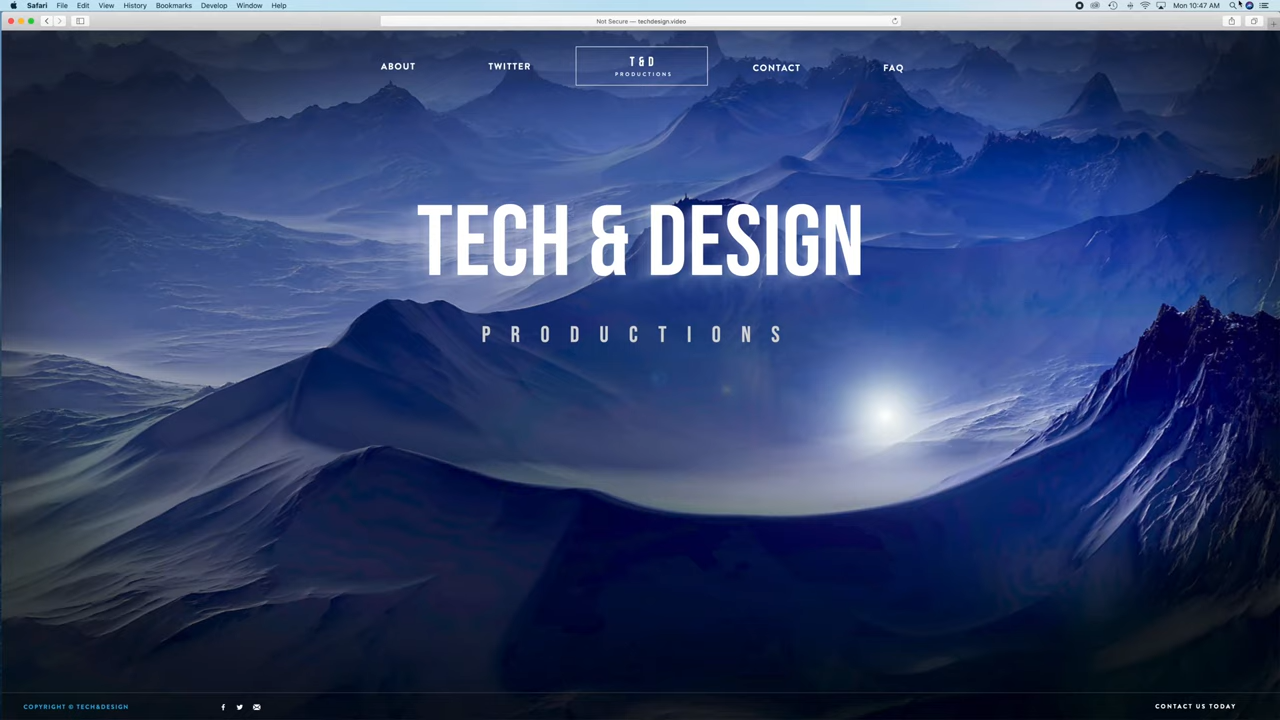 Safari File Edit View History Bookmarks Develop Window Help Mon 10:47 AM
Not Secure — techdesign.video
ABOUT TWITTER T&D CONTACT FAQ
PRODUCTIONS
TECH & DESIGN
PRODUCTIONS
COPYRIGHT © TECH&DESIGN CONTACT US TODAY